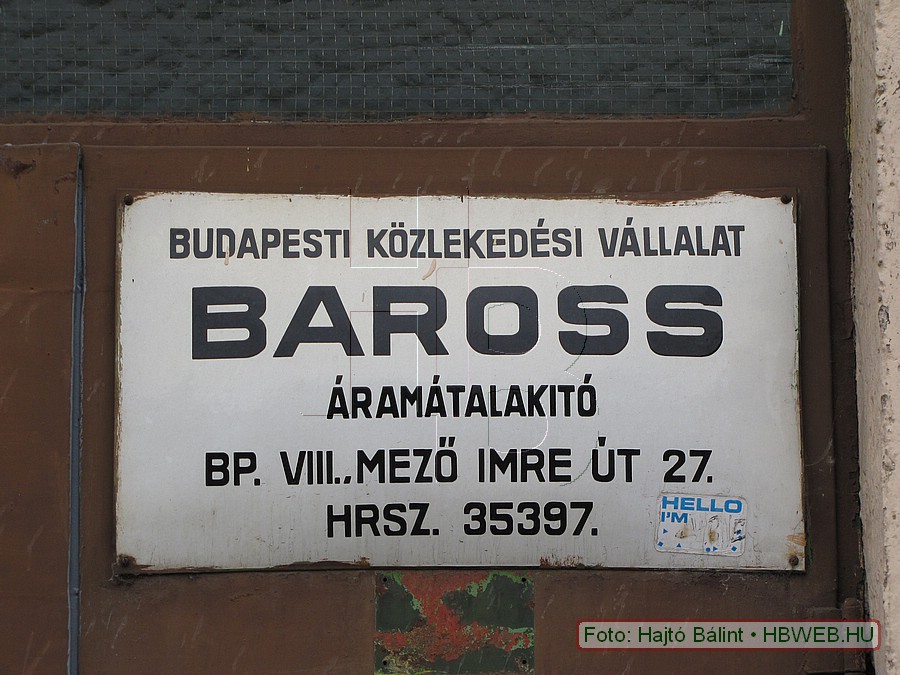 BUDAPESTI KÖZLEKEDÉSI VÁLLALAT
BAROSS
ÁRAMÁTALAKITÓ
BP. VIII., MEZŐ IMRE ÚT 27.
HRSZ. 35397.
HELLO
I'M
Foto: Hajtó Bálint • HBWEB.HU